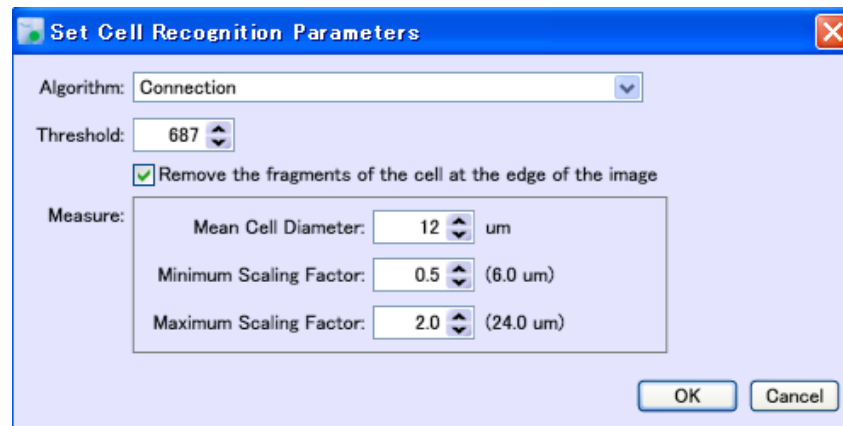 Set Cell Recognition Parameters
Algorithm: Connection
Threshold: 687
Remove the fragments of the cell at the edge of the image
Measure:
Mean Cell Diameter: 12 um
Minimum Scaling Factor: 0.5 (6.0 um)
Maximum Scaling Factor: 2.0 (24.0 um)
OK Cancel